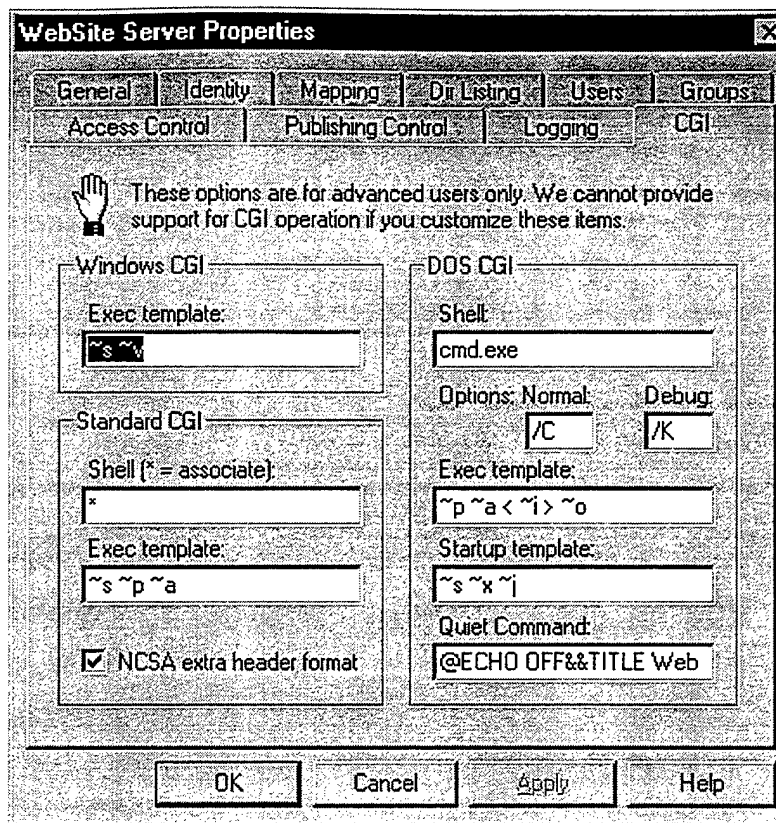 WebSite Server Properties
General Identity Mapping Dir Listing Users Groups
Access Control Publishing Control Logging CGI
These options are for advanced users only. We cannot provide
support for CGI operation if you customize these items.
Windows CGI
Exec template:
~s ~v
Standard CGI
Shell (* = associate):
*
Exec template:
~s ~p ~a
NCSA extra header format
DOS CGI
Shell:
cmd.exe
Options: Normal: Debug:
/C /K
Exec template:
~p ~a < ~i > ~o
Startup template:
~s ~x ~j
Quiet Command:
@ECHO OFF&&TITLE Web
OK Cancel Apply Help